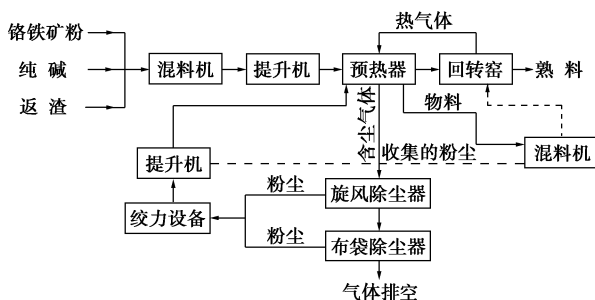 热气体
铬铁矿粉
纯 碱
返 渣
混料机
提升机
预热器
回转窑
熟 料
物料
含尘气体
收集的粉尘
混料机
提升机
粉尘
旋风除尘器
绞力设备
粉尘
布袋除尘器
气体排空